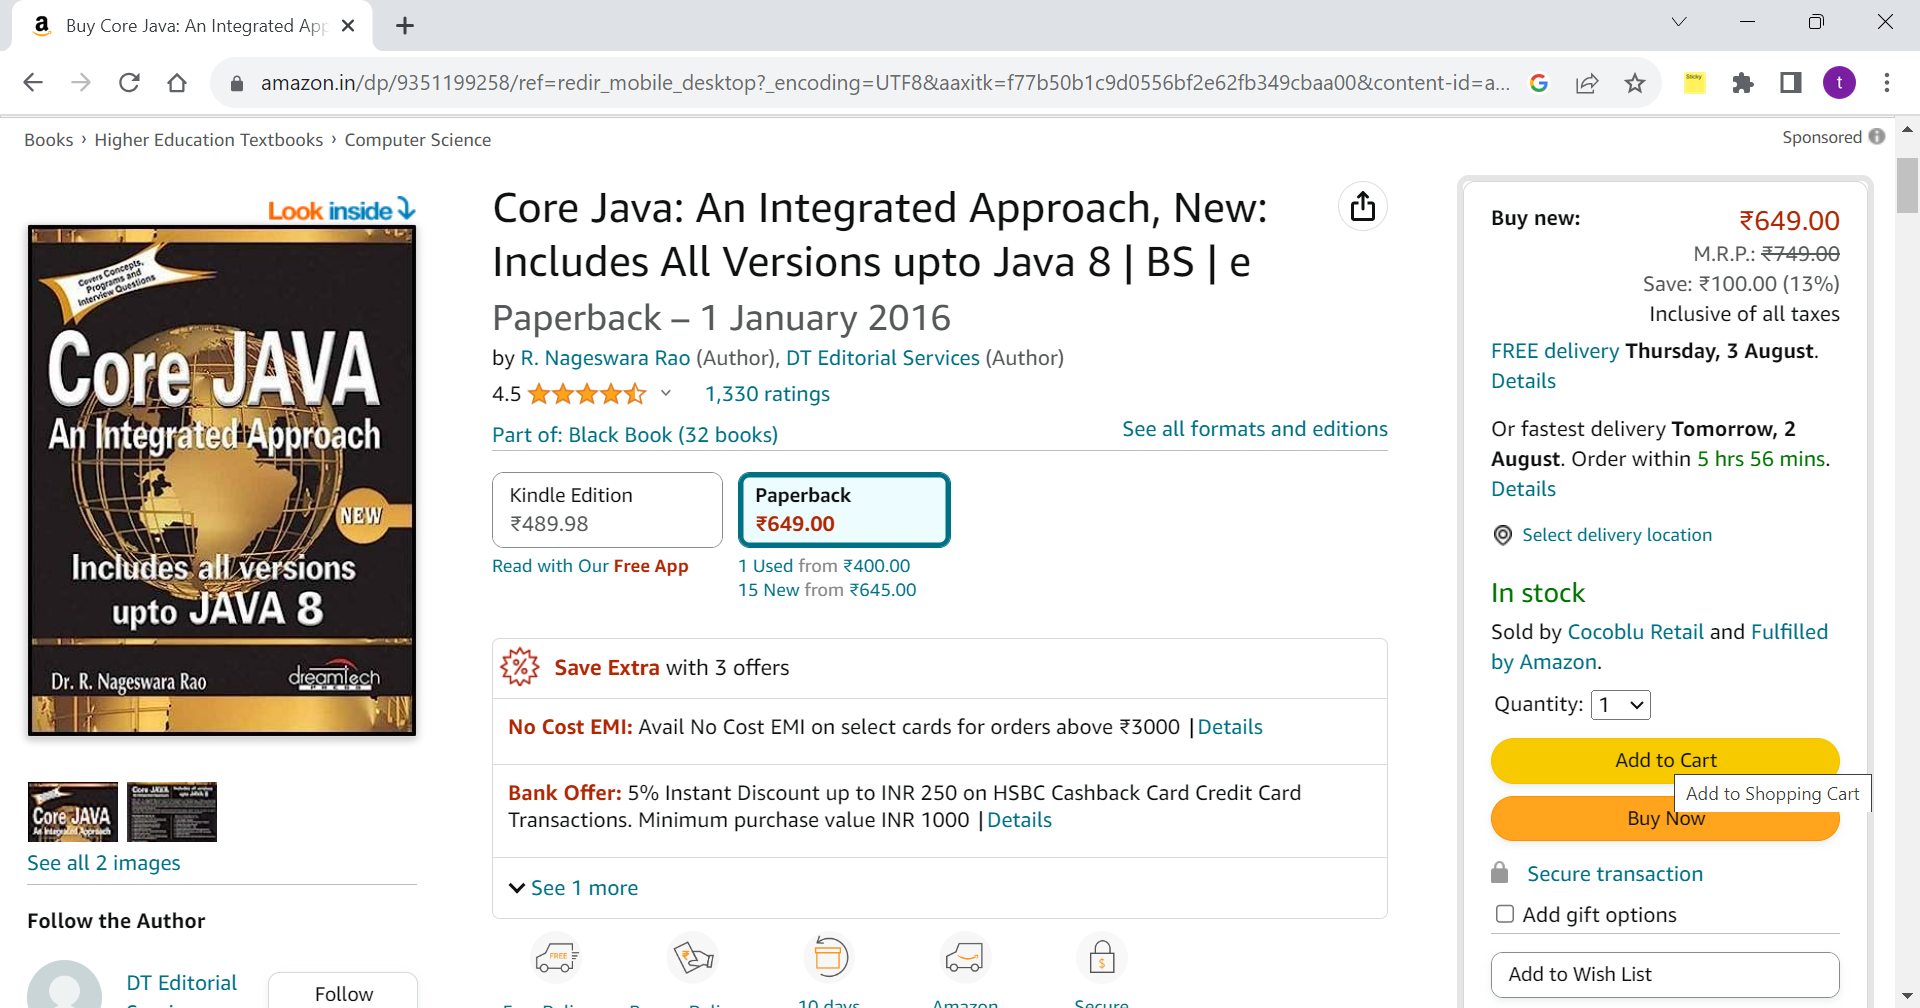 Buy Core Java: An Integrated App
amazon.in/dp/9351199258/ref=redir_mobile_desktop?_encoding=UTF8&aaxitk=f77b50b1c9d0556bf2e62fb349cbaa00&content-id=a...
Sticky
t
Books › Higher Education Textbooks › Computer Science
Sponsored
Look inside
Covers Concepts,
Programs and
Interview Questions
Core JAVA
An Integrated Approach
NEW
Includes all versions
upto JAVA 8
Dr. R. Nageswara Rao
dreamtech
PRESS
Core JAVA
An Integrated Approach
Core JAVA
See all 2 images
Follow the Author
DT Editorial
Follow
Core Java: An Integrated Approach, New:
Includes All Versions upto Java 8 | BS | e
Paperback – 1 January 2016
by R. Nageswara Rao (Author), DT Editorial Services (Author)
4.5 1,330 ratings
Part of: Black Book (32 books)
See all formats and editions
Kindle Edition
₹489.98
Paperback
₹649.00
Read with Our Free App
1 Used from ₹400.00
15 New from ₹645.00
Save Extra with 3 offers
No Cost EMI: Avail No Cost EMI on select cards for orders above ₹3000 | Details
Bank Offer: 5% Instant Discount up to INR 250 on HSBC Cashback Card Credit Card
Transactions. Minimum purchase value INR 1000 | Details
See 1 more
FREE
10 days
Amazon
Secure
Buy new:
₹649.00
M.R.P.: ₹749.00
Save: ₹100.00 (13%)
Inclusive of all taxes
FREE delivery Thursday, 3 August.
Details
Or fastest delivery Tomorrow, 2
August. Order within 5 hrs 56 mins.
Details
Select delivery location
In stock
Sold by Cocoblu Retail and Fulfilled
by Amazon.
Quantity: 1
Add to Cart
Add to Shopping Cart
Buy Now
Secure transaction
Add gift options
Add to Wish List